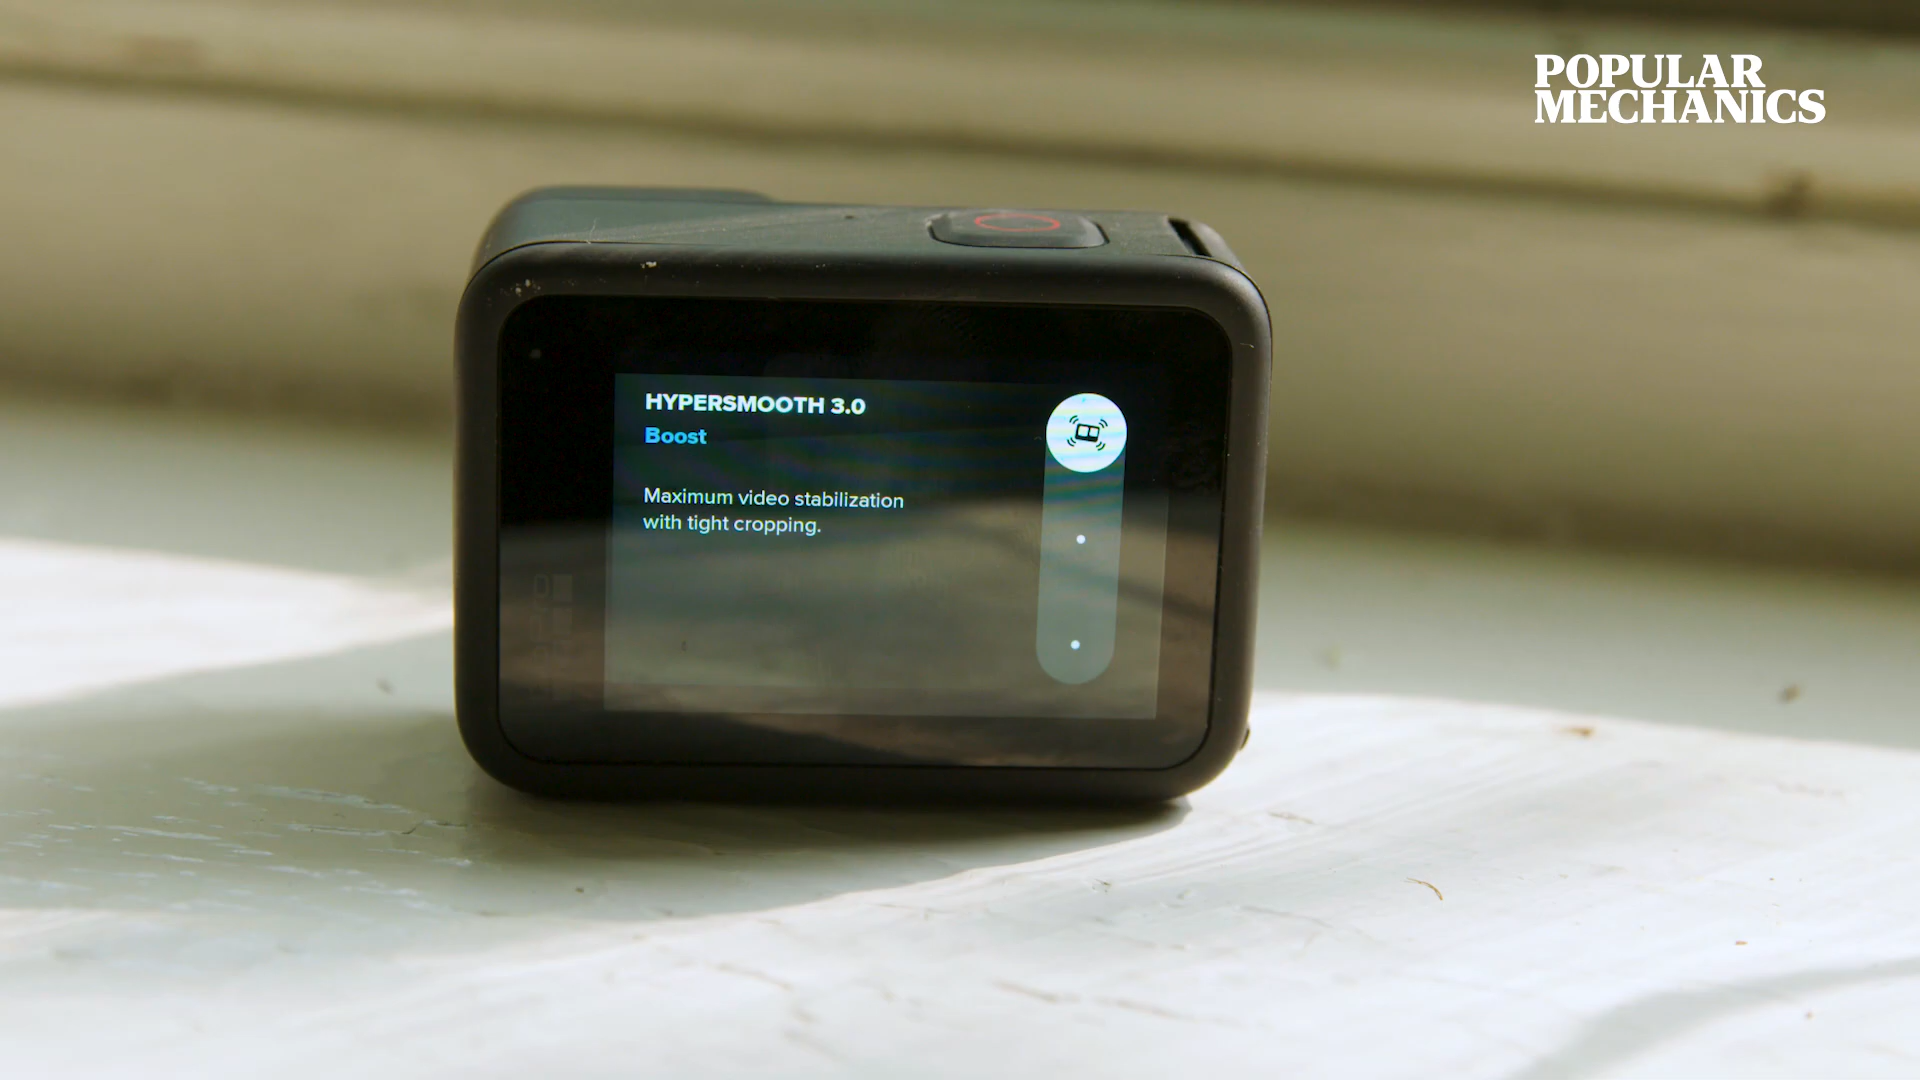 POPULAR
MECHANICS
HYPERSMOOTH 3.0
Boost
Maximum video stabilization
with tight cropping.